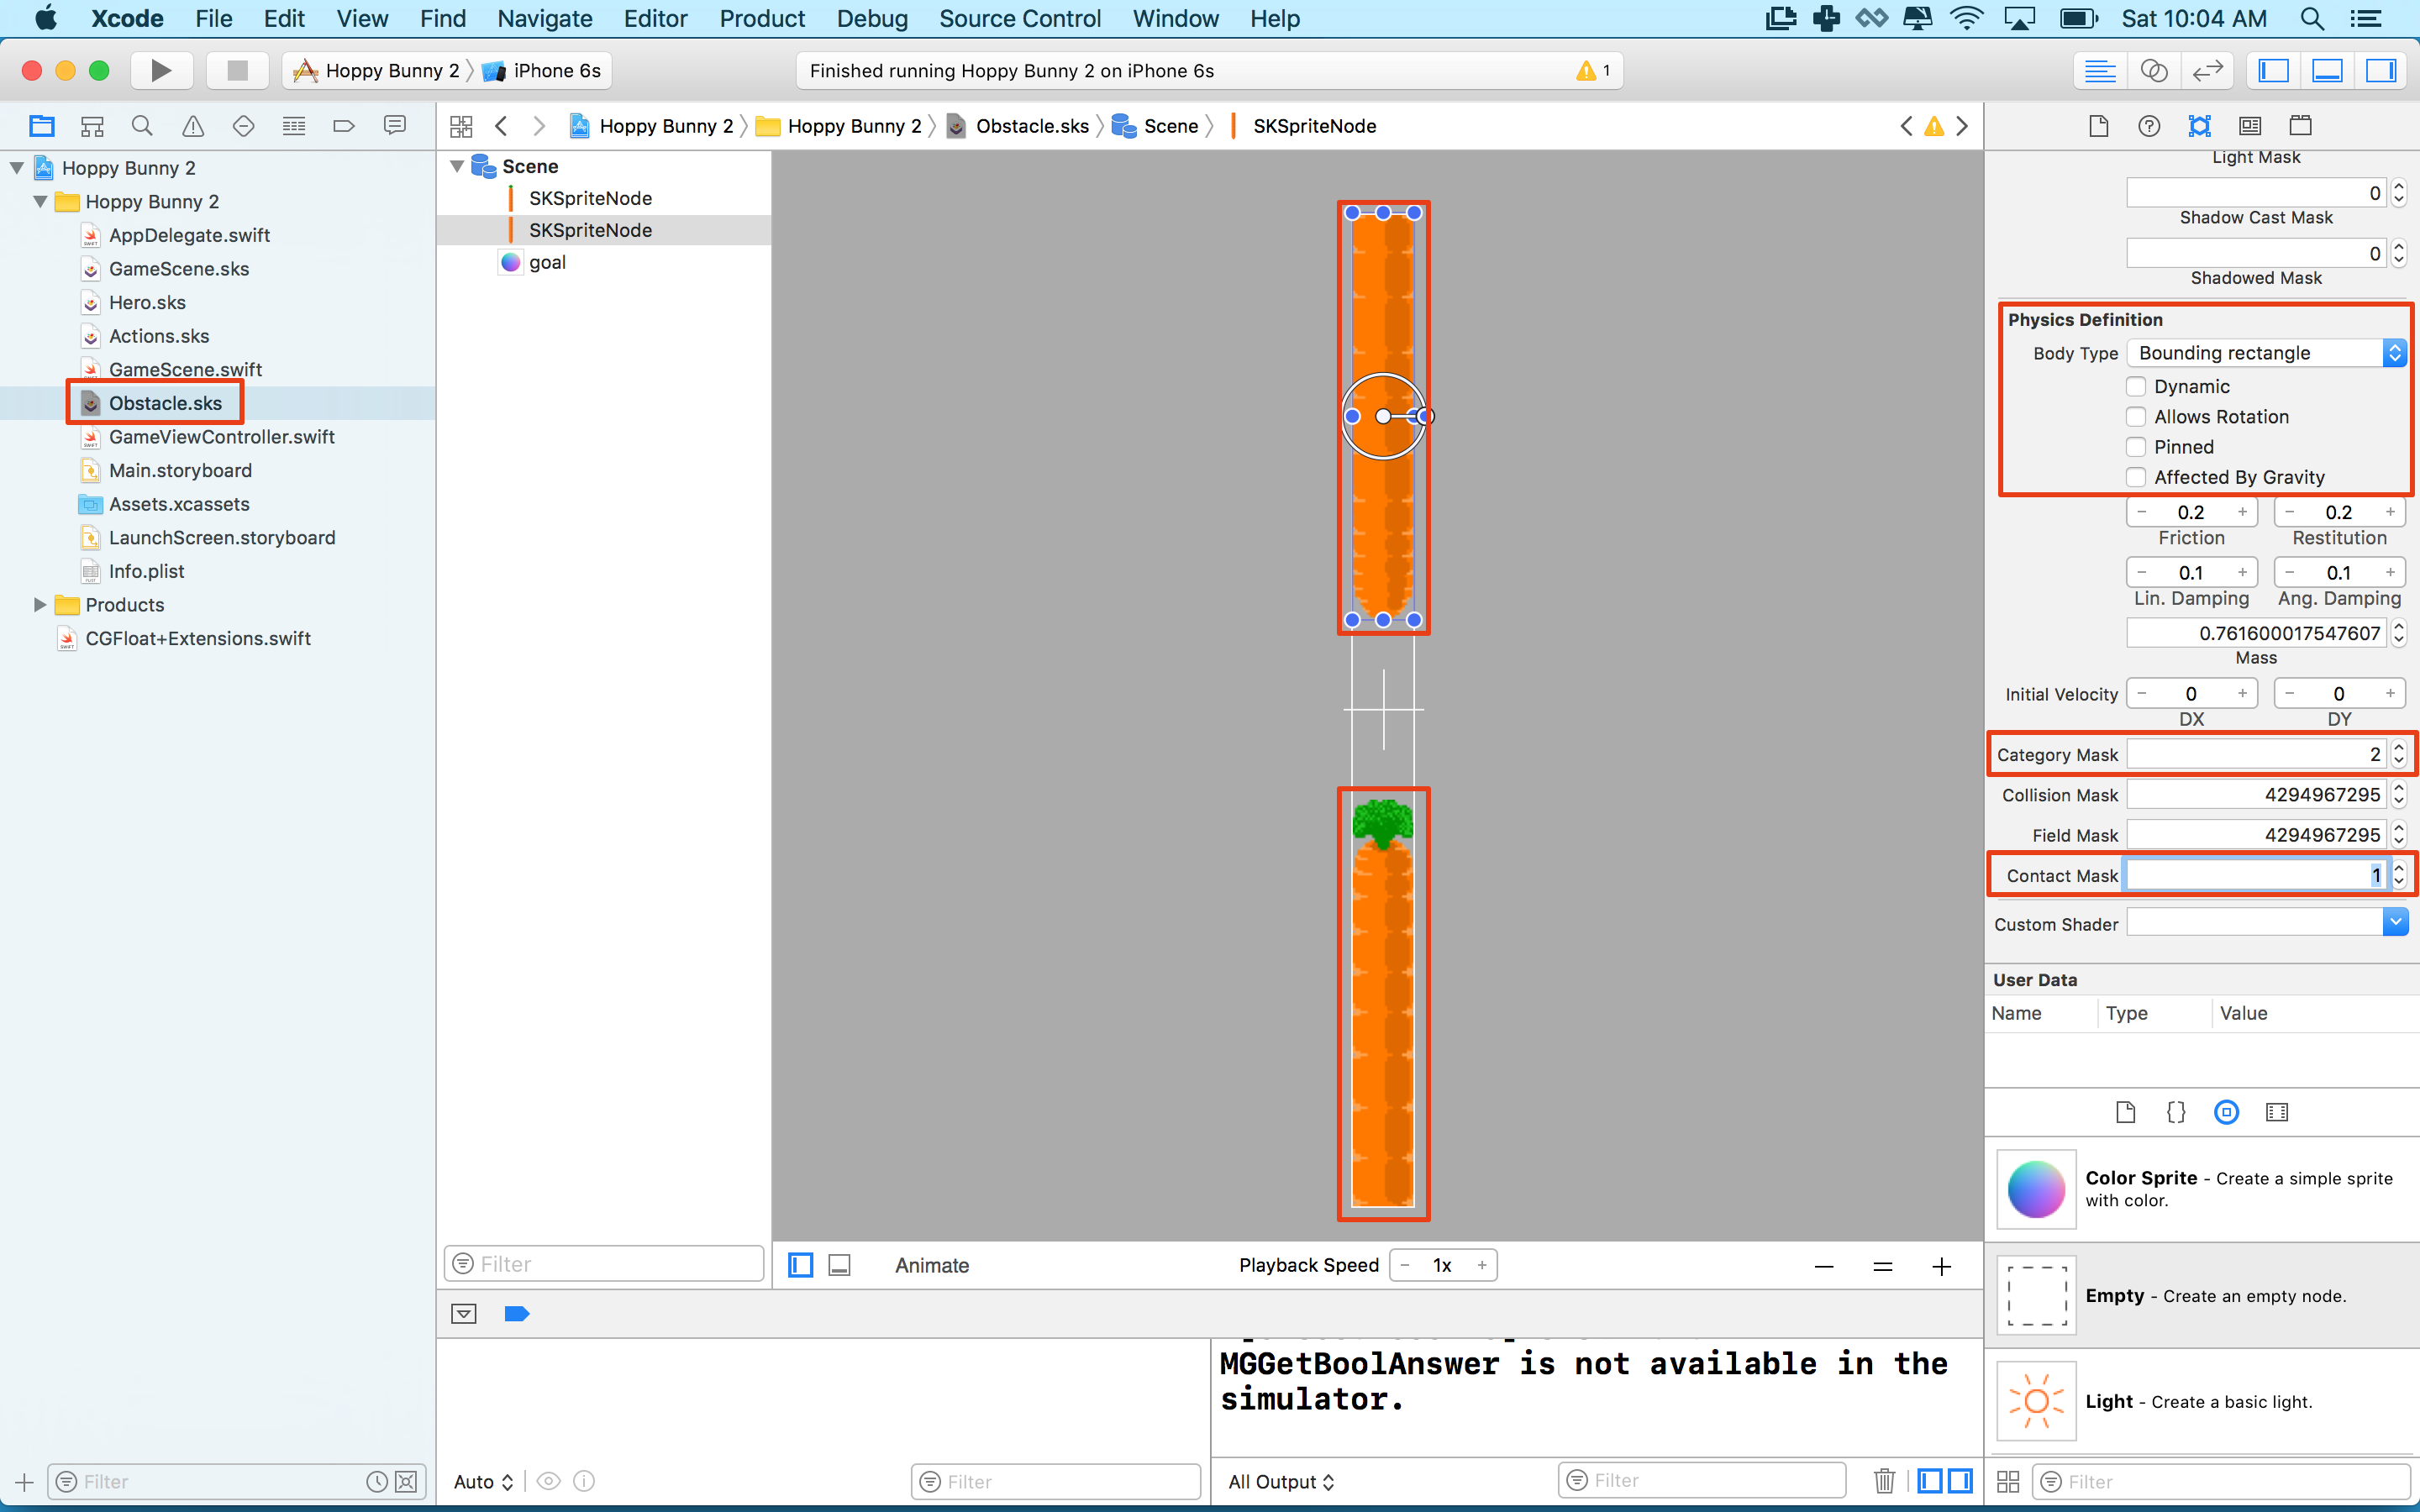 Xcode File Edit View Find Navigate Editor Product Debug Source Control Window Help Sat 10:04 AM
Hoppy Bunny 2 iPhone 6s Finished running Hoppy Bunny 2 on iPhone 6s 1
Hoppy Bunny 2 Hoppy Bunny 2 Obstacle.sks Scene SKSpriteNode
Hoppy Bunny 2
Hoppy Bunny 2
AppDelegate.swift
GameScene.sks
Hero.sks
Actions.sks
GameScene.swift
Obstacle.sks
GameViewController.swift
Main.storyboard
Assets.xcassets
LaunchScreen.storyboard
Info.plist
Products
CGFloat+Extensions.swift
Filter
Scene
SKSpriteNode
SKSpriteNode
goal
Filter
Animate Playback Speed - 1x +
MGGetBoolAnswer is not available in the
simulator.
Auto Filter
All Output Filter
Light Mask
0
Shadow Cast Mask
0
Shadowed Mask
Physics Definition
Body Type Bounding rectangle
Dynamic
Allows Rotation
Pinned
Affected By Gravity
- 0.2 + - 0.2 +
Friction Restitution
- 0.1 + - 0.1 +
Lin. Damping Ang. Damping
0.761600017547607
Mass
Initial Velocity - 0 + - 0 +
DX DY
Category Mask 2
Collision Mask 4294967295
Field Mask 4294967295
Contact Mask 1
Custom Shader
User Data
Name Type Value
Color Sprite - Create a simple sprite
with color.
Empty - Create an empty node.
Light - Create a basic light.
Filter